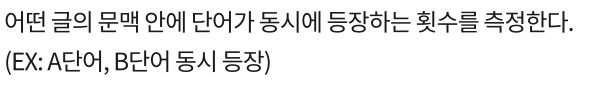 어떤 글의 문맥 안에 단어가 동시에 등장하는 횟수를 측정한다.
(EX: A단어, B단어 동시 등장)